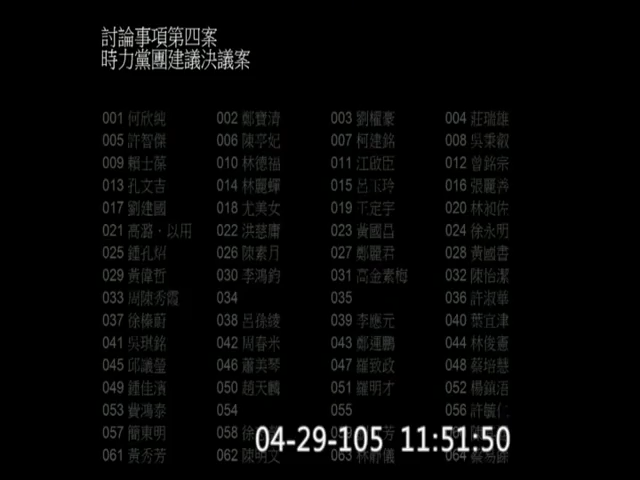 討論事項第四案
時力黨團建議決議案
001 何欣純 002 鄭寶清 003 劉櫂豪 004 莊瑞雄
005 許智傑 006 陳亭妃 007 柯建銘 008 吳秉叡
009 賴士葆 010 林德福 011 江啟臣 012 曾銘宗
013 孔文吉 014 林麗蟬 015 呂玉玲 016 張麗善
017 劉建國 018 尤美女 019 王定宇 020 林昶佐
021 高潞．以用 022 洪慈庸 023 黃國昌 024 徐永明
025 鍾孔炤 026 陳素月 027 鄭麗君 028 黃國書
029 黃偉哲 030 李鴻鈞 031 高金素梅 032 陳怡潔
033 周陳秀霞 034 035 036 許淑華
037 徐榛蔚 038 呂孫綾 039 李應元 040 葉宜津
041 吳琪銘 042 周春米 043 鄭運鵬 044 林俊憲
045 邱議瑩 046 蕭美琴 047 羅致政 048 蔡培慧
049 鍾佳濱 050 趙天麟 051 羅明才 052 楊鎮浯
053 費鴻泰 054 055 056 許毓仁
057 簡東明 058 徐
04-29-105 11:51:50
061 黃秀芳 062 陳明文 063 林靜儀 064 蔡易餘